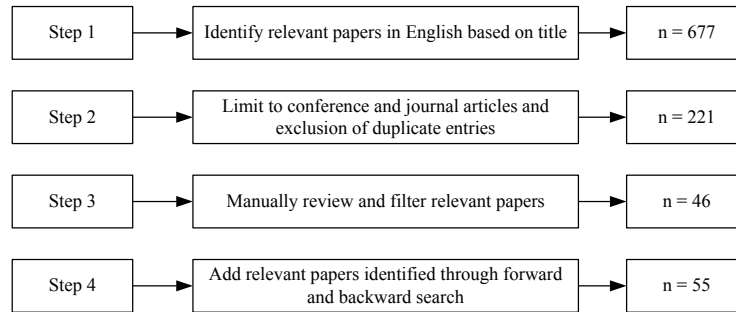 Step 1
Identify relevant papers in English based on title
n = 677
Step 2
Limit to conference and journal articles and
exclusion of duplicate entries
n = 221
Step 3
Manually review and filter relevant papers
n = 46
Step 4
Add relevant papers identified through forward
and backward search
n = 55